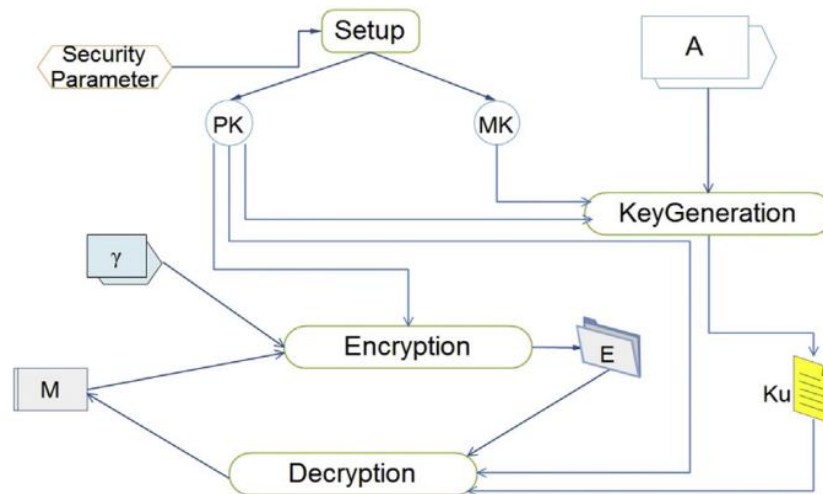 Setup
Security
Parameter
A
PK
MK
KeyGeneration
γ
Encryption
E
M
Ku
Decryption